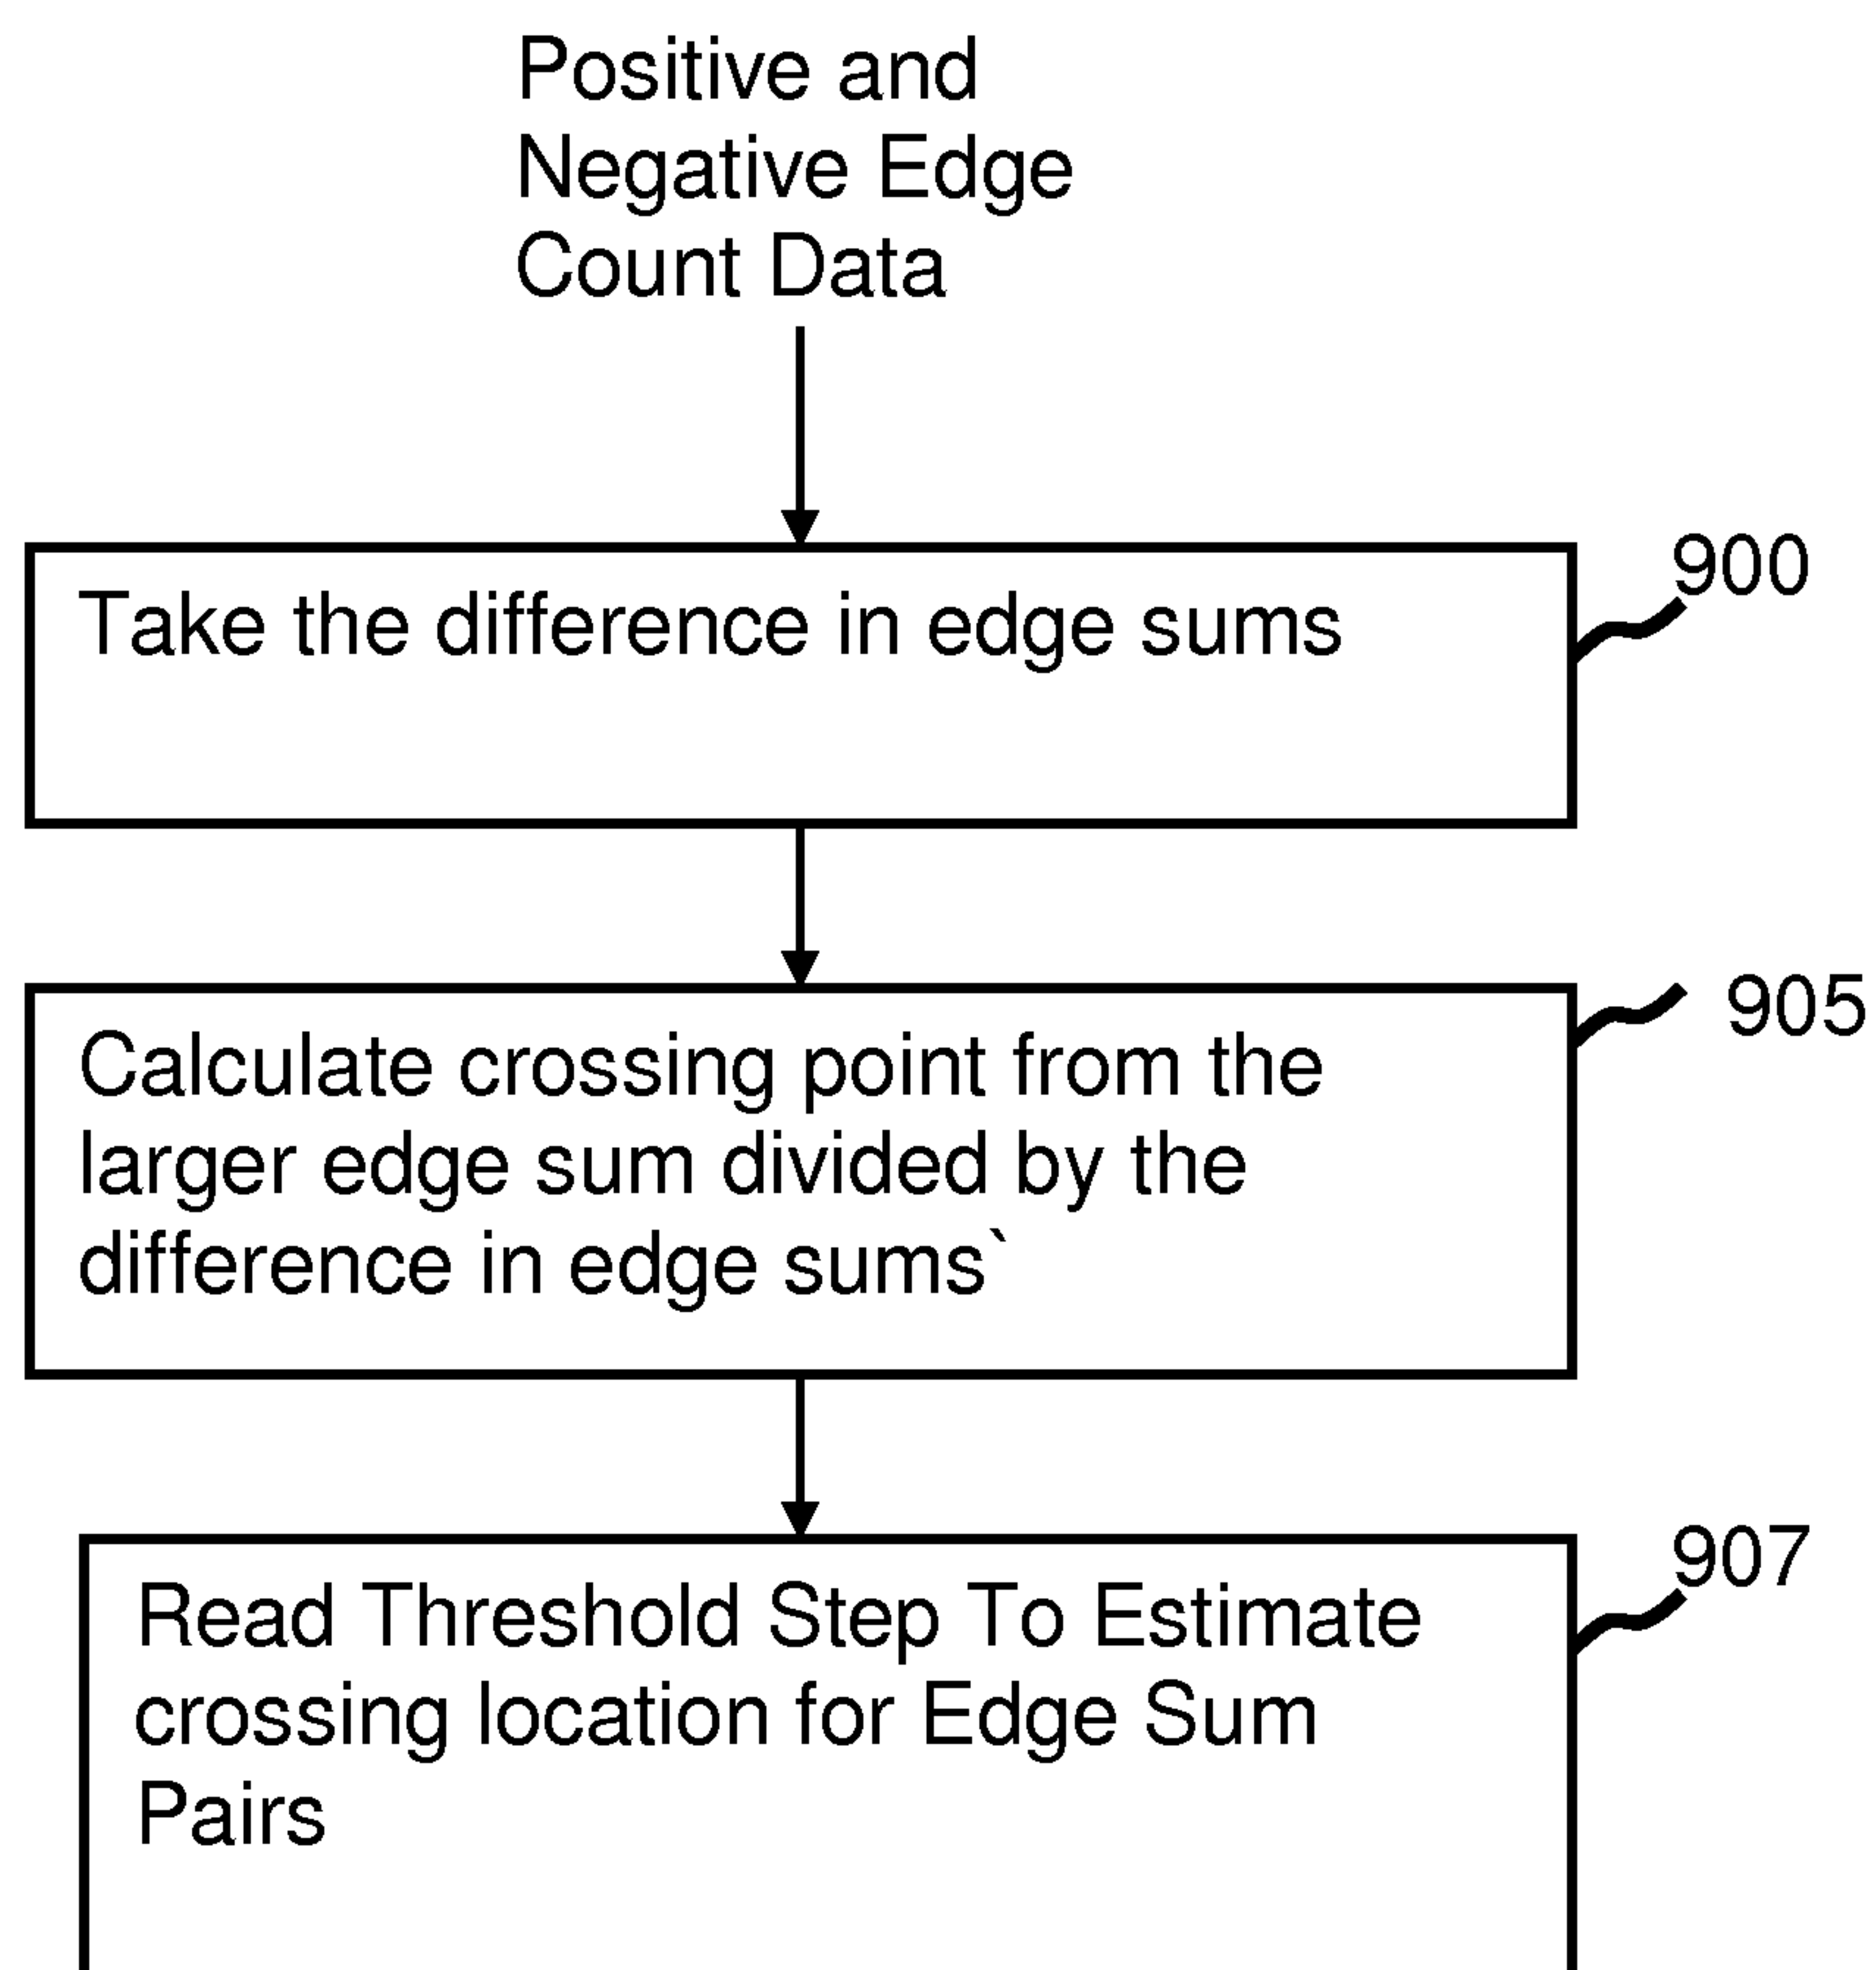 Positive and
Negative Edge
Count Data
900
Take the difference in edge sums
905
Calculate crossing point from the
larger edge sum divided by the
difference in edge sums`
907
Read Threshold Step To Estimate
crossing location for Edge Sum
Pairs